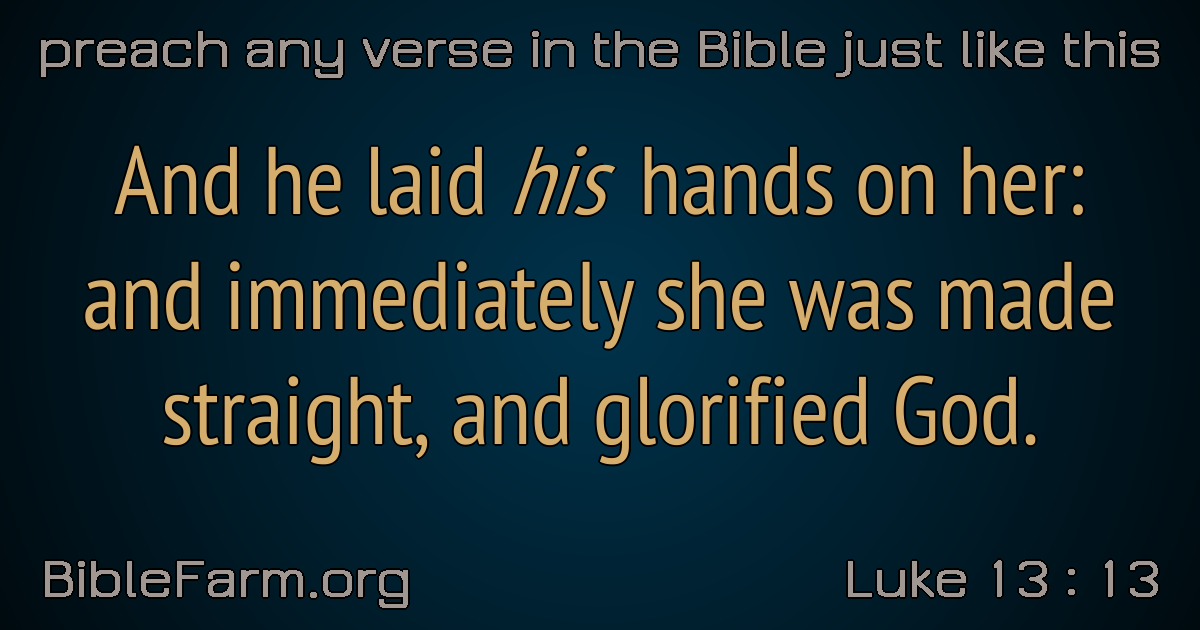 preach any verse in the Bible just like this
And he laid his hands on her:
and immediately she was made
straight, and glorified God.
BibleFarm.org
Luke 13 : 13